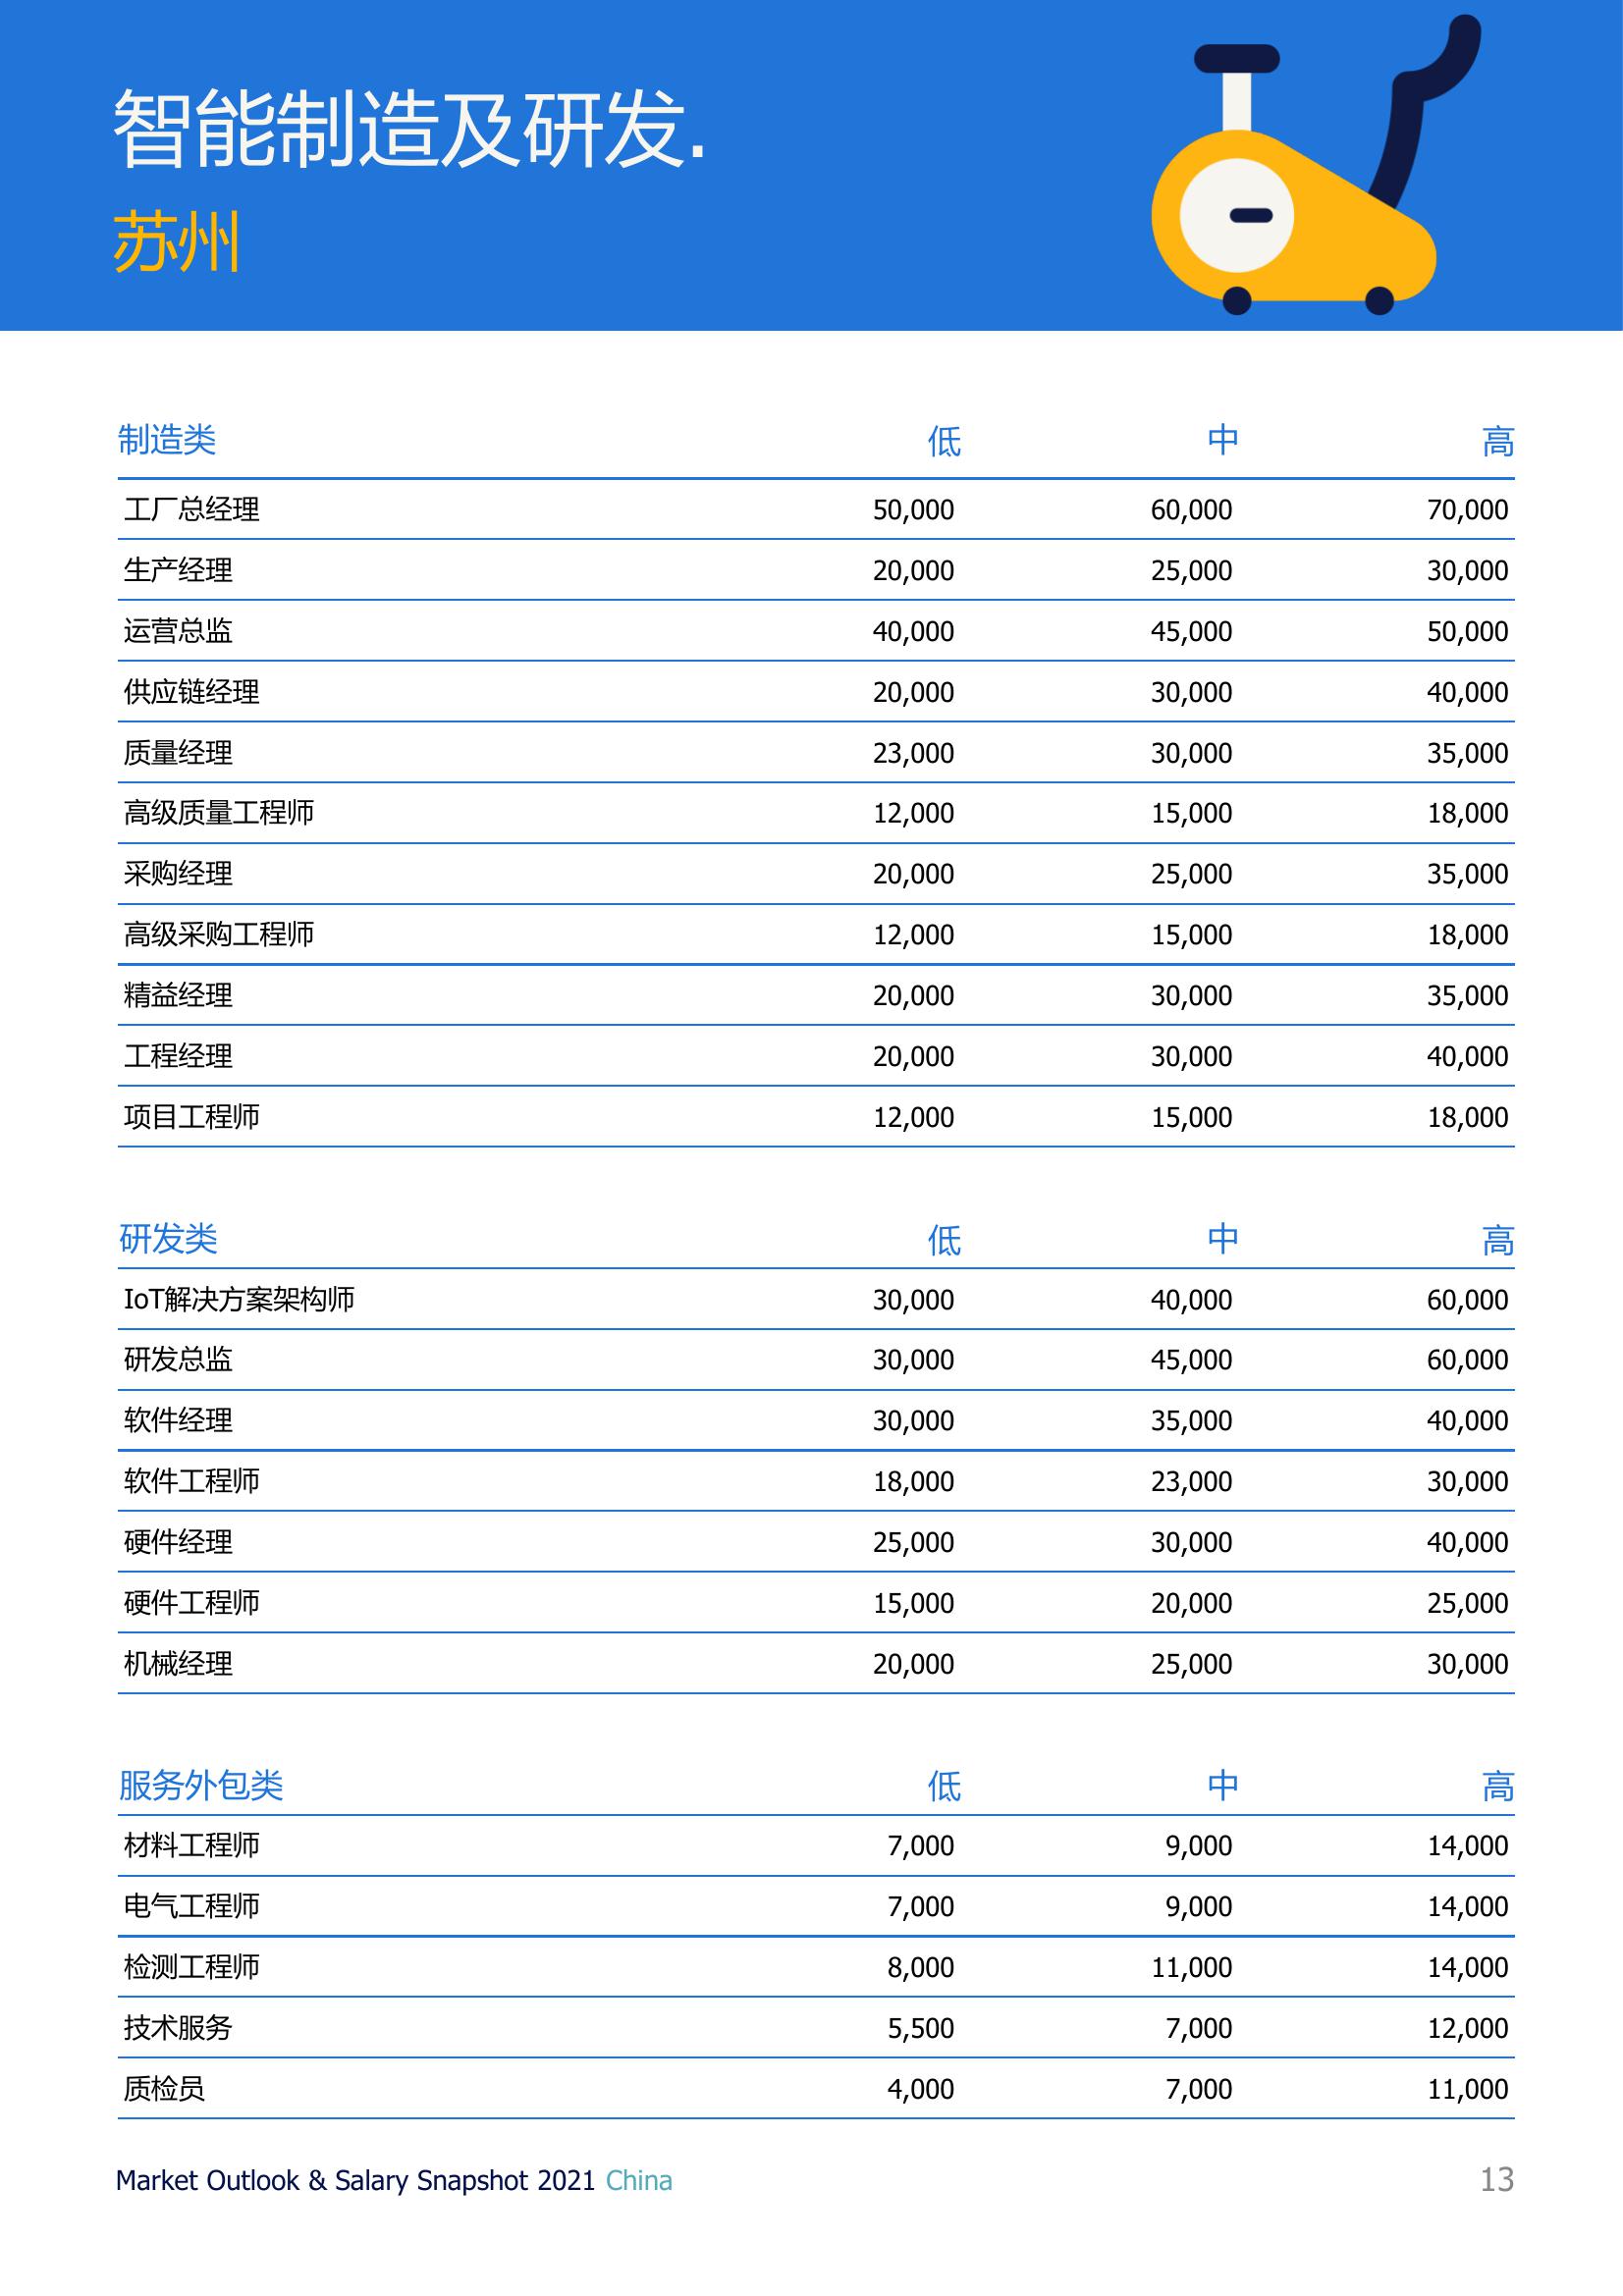 智能制造及研发.
苏州
制造类 低 中 高
工厂总经理 50,000 60,000 70,000
生产经理 20,000 25,000 30,000
运营总监 40,000 45,000 50,000
供应链经理 20,000 30,000 40,000
质量经理 23,000 30,000 35,000
高级质量工程师 12,000 15,000 18,000
采购经理 20,000 25,000 35,000
高级采购工程师 12,000 15,000 18,000
精益经理 20,000 30,000 35,000
工程经理 20,000 30,000 40,000
项目工程师 12,000 15,000 18,000
研发类 低 中 高
IoT解决方案架构师 30,000 40,000 60,000
研发总监 30,000 45,000 60,000
软件经理 30,000 35,000 40,000
软件工程师 18,000 23,000 30,000
硬件经理 25,000 30,000 40,000
硬件工程师 15,000 20,000 25,000
机械经理 20,000 25,000 30,000
服务外包类 低 中 高
材料工程师 7,000 9,000 14,000
电气工程师 7,000 9,000 14,000
检测工程师 8,000 11,000 14,000
技术服务 5,500 7,000 12,000
质检员 4,000 7,000 11,000
Market Outlook & Salary Snapshot 2021 China 13